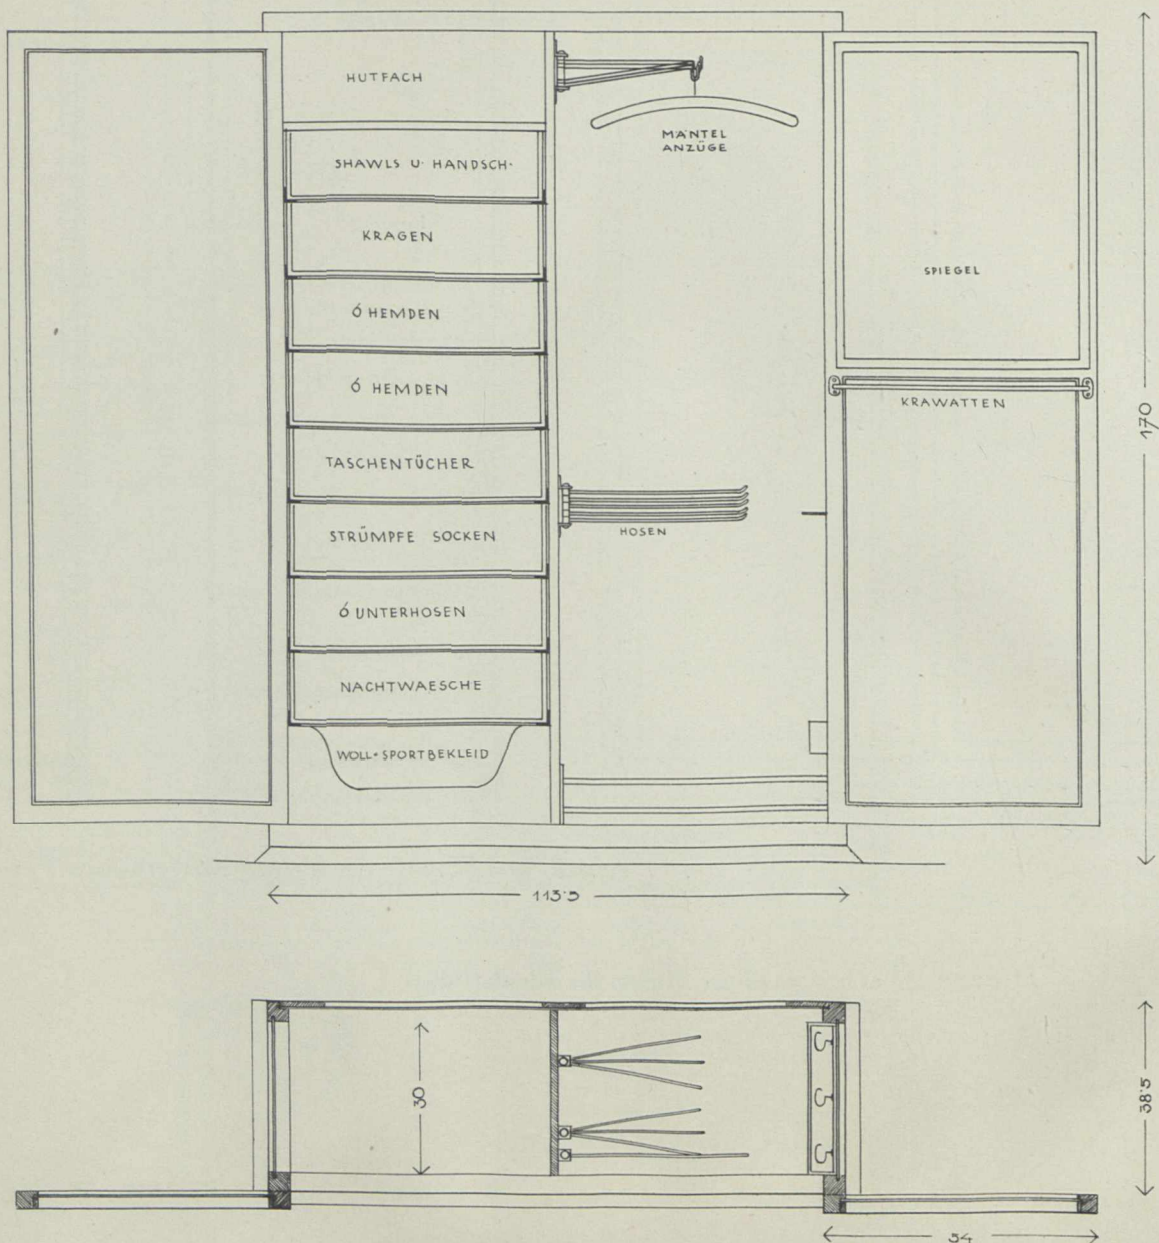 HUTFACH
SHAWLS U. HANDSCH.
KRAGEN
6 HEMDEN
6 HEMDEN
TASCHENTÜCHER
STRÜMPFE SOCKEN
6 UNTERHOSEN
NACHTWAESCHE
WOLL- SPORTBEKLEID
MÄNTEL
ANZÜGE
HOSEN
SPIEGEL
KRAWATTEN
170
113·5
30
38·5
54